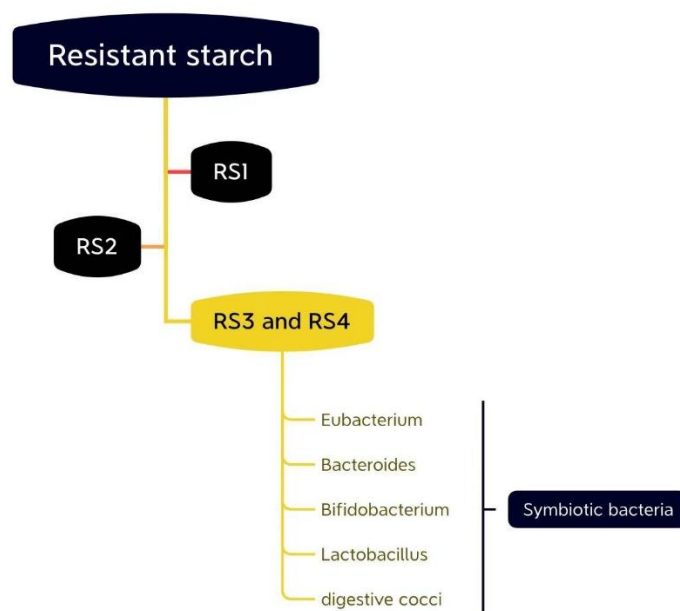 Resistant starch
RS1
RS2
RS3 and RS4
Eubacterium
Bacteroides
Bifidobacterium
Symbiotic bacteria
Lactobacillus
digestive cocci